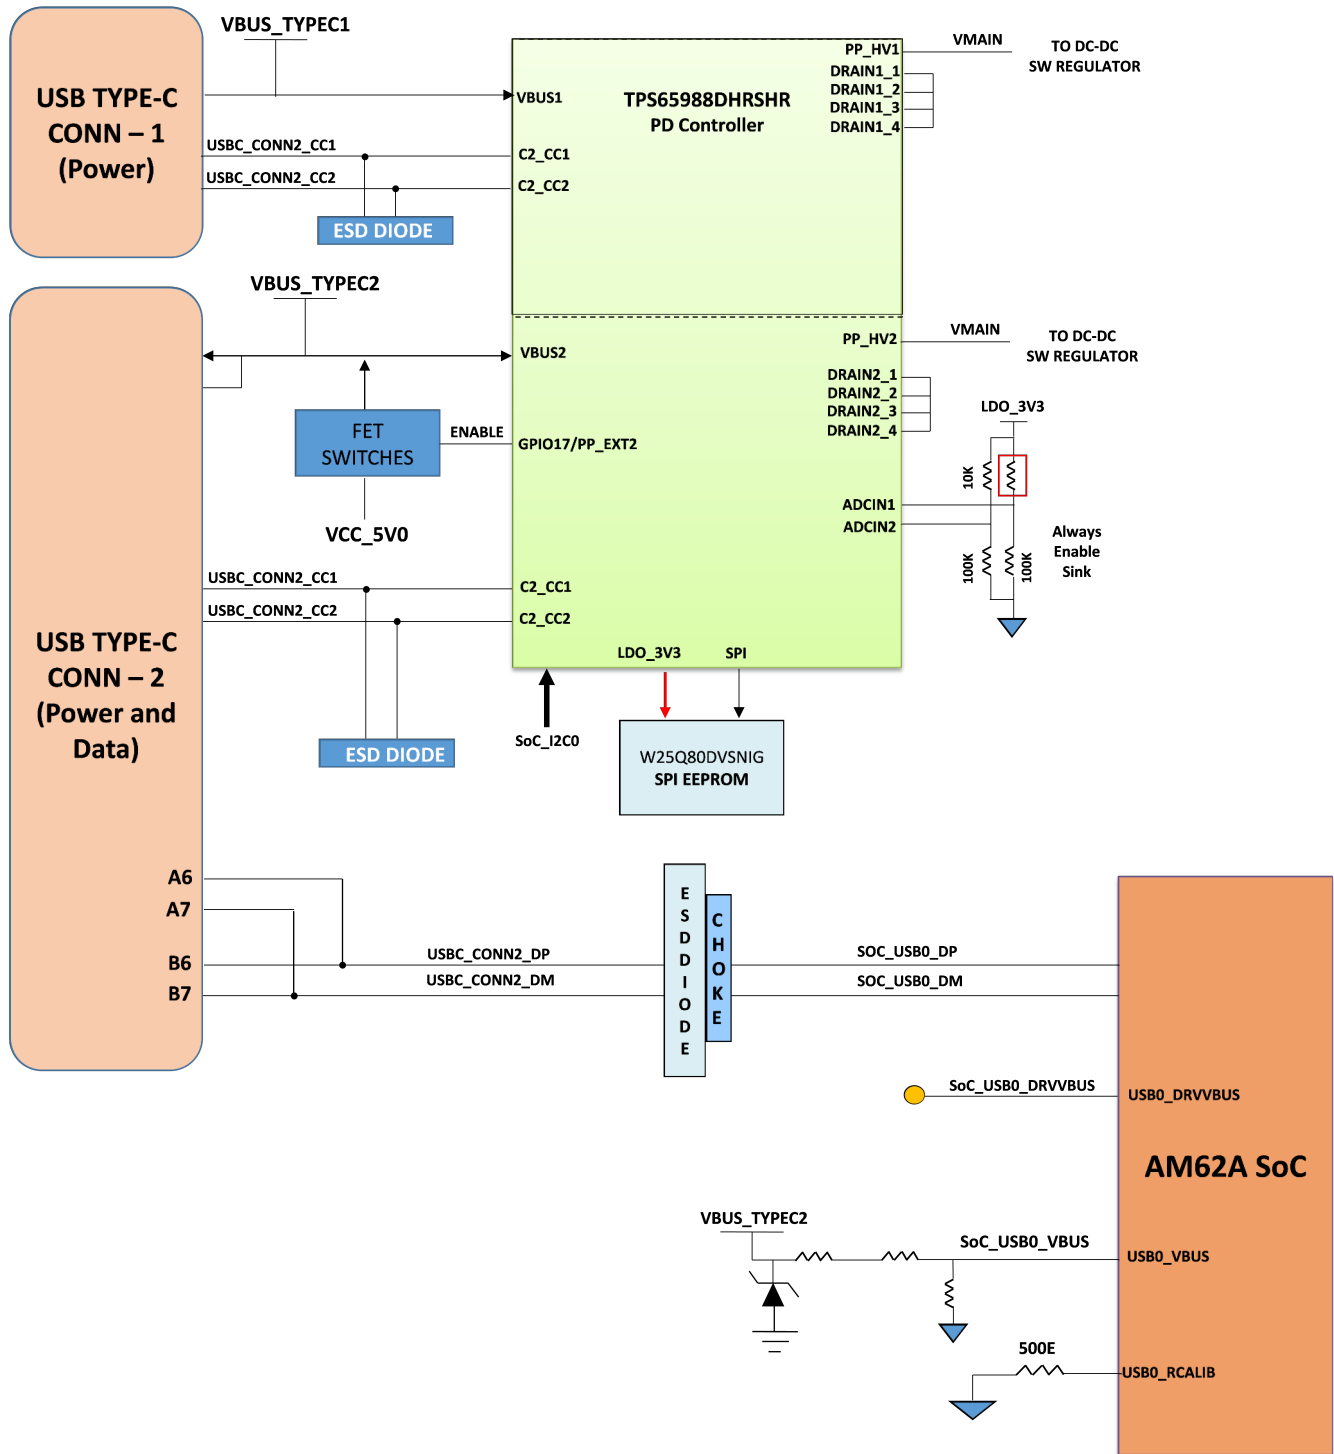 VBUS_TYPEC1
USB TYPE-C
CONN – 1
(Power)
USBC_CONN2_CC1
USBC_CONN2_CC2
ESD DIODE
VBUS1
C2_CC1
C2_CC2
TPS65988DHRSHR
PD Controller
PP_HV1
DRAIN1_1
DRAIN1_2
DRAIN1_3
DRAIN1_4
VMAIN
TO DC-DC
SW REGULATOR
VBUS_TYPEC2
VBUS2
FET
SWITCHES
ENABLE
GPIO17/PP_EXT2
VCC_5V0
PP_HV2
DRAIN2_1
DRAIN2_2
DRAIN2_3
DRAIN2_4
VMAIN
TO DC-DC
SW REGULATOR
LDO_3V3
10K
ADCIN1
ADCIN2
100K
100K
Always
Enable
Sink
USB TYPE-C
CONN – 2
(Power and
Data)
USBC_CONN2_CC1
USBC_CONN2_CC2
C2_CC1
C2_CC2
ESD DIODE
LDO_3V3
SPI
SoC_I2C0
W25Q80DVSNIG
SPI EEPROM
A6
A7
B6
B7
USBC_CONN2_DP
USBC_CONN2_DM
ESDDIODE
CHOKE
SOC_USB0_DP
SOC_USB0_DM
SoC_USB0_DRVVBUS
USB0_DRVVBUS
AM62A SoC
VBUS_TYPEC2
SoC_USB0_VBUS
USB0_VBUS
500E
USB0_RCALIB